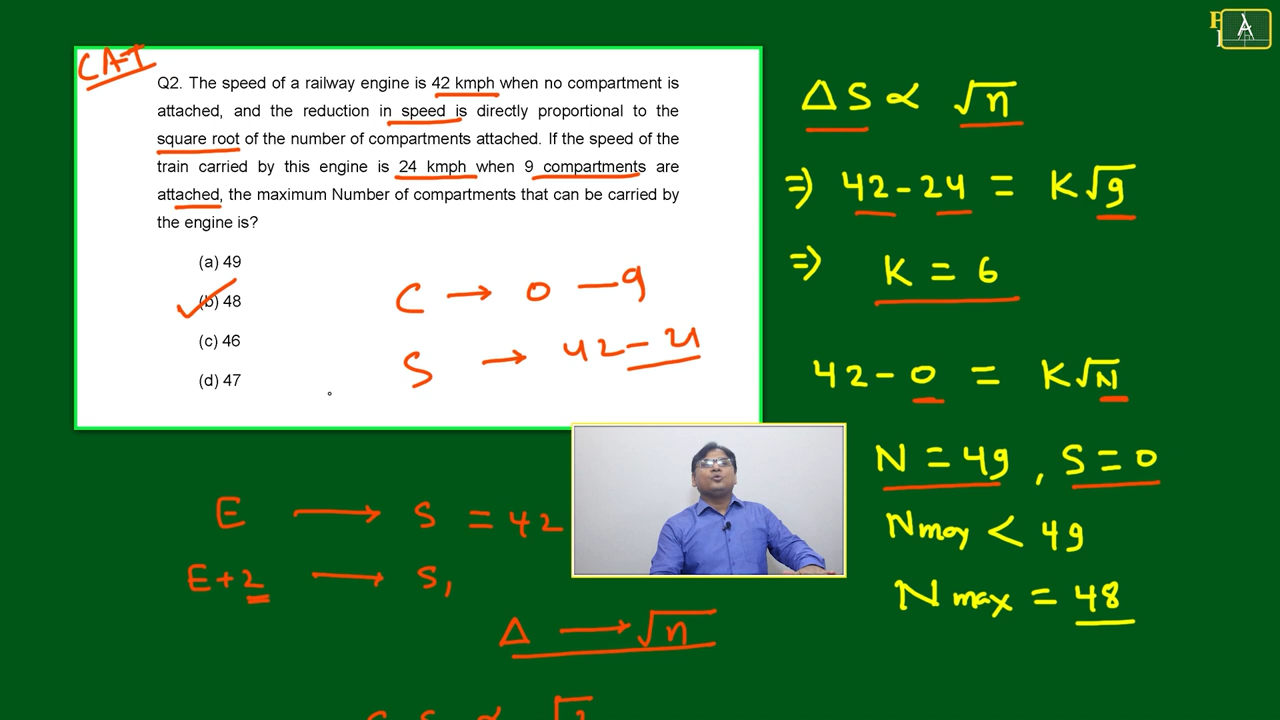 CAT
Q2. The speed of a railway engine is 42 kmph when no compartment is
attached, and the reduction in speed is directly proportional to the
square root of the number of compartments attached. If the speed of the
train carried by this engine is 24 kmph when 9 compartments are
attached, the maximum Number of compartments that can be carried by
the engine is?
(a) 49
(b) 48
(c) 46
(d) 47
C → 0 — 9
S → 42 — 24
E → S = 42
E+2 → S₁
Δ → √n
ΔS ∝ √n
⇒ 42 - 24 = K√9
⇒ K = 6
42 - 0 = K√N
N = 49, S = 0
Nmax < 49
Nmax = 48